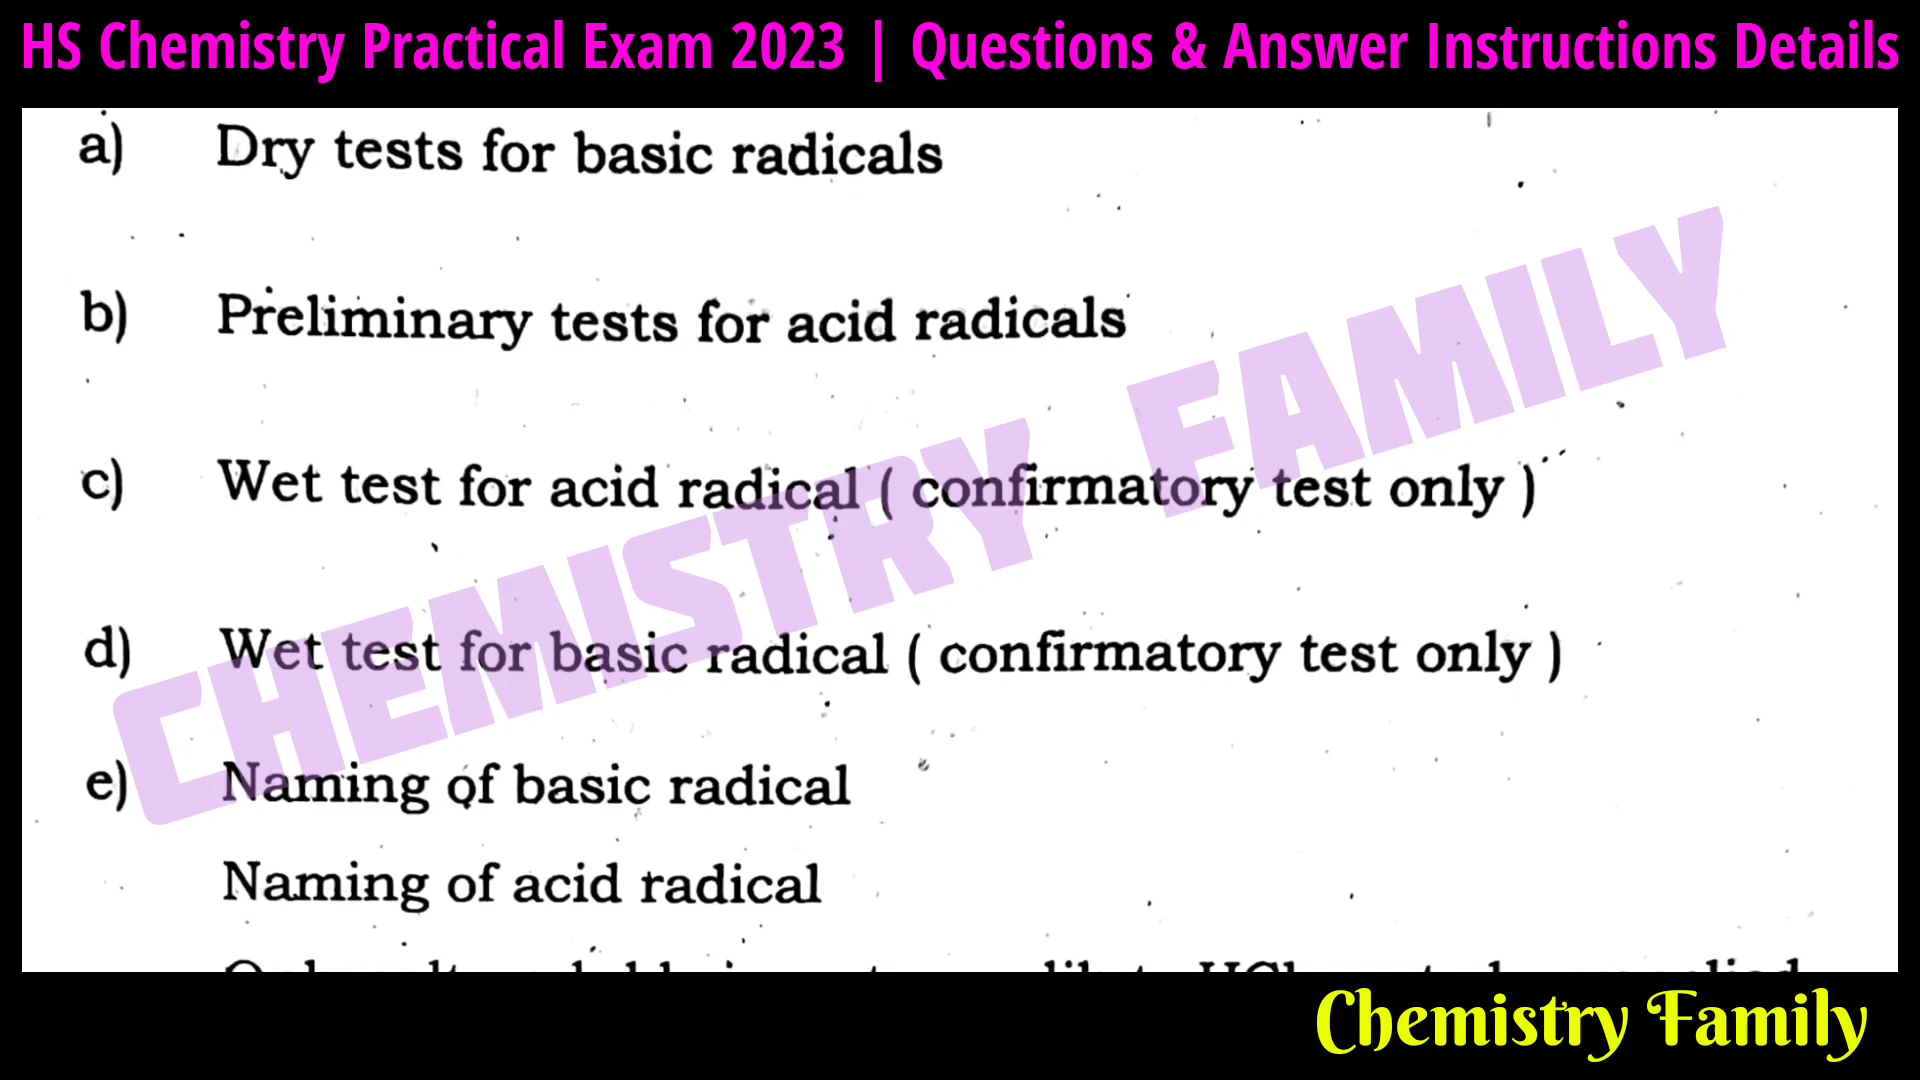 HS Chemistry Practical Exam 2023 | Questions & Answer Instructions Details
a) Dry tests for basic radicals
b) Preliminary tests for acid radicals
c) Wet test for acid radical ( confirmatory test only )
d) Wet test for basic radical ( confirmatory test only )
e) Naming of basic radical
Naming of acid radical
CHEMISTRY FAMILY
Chemistry Family